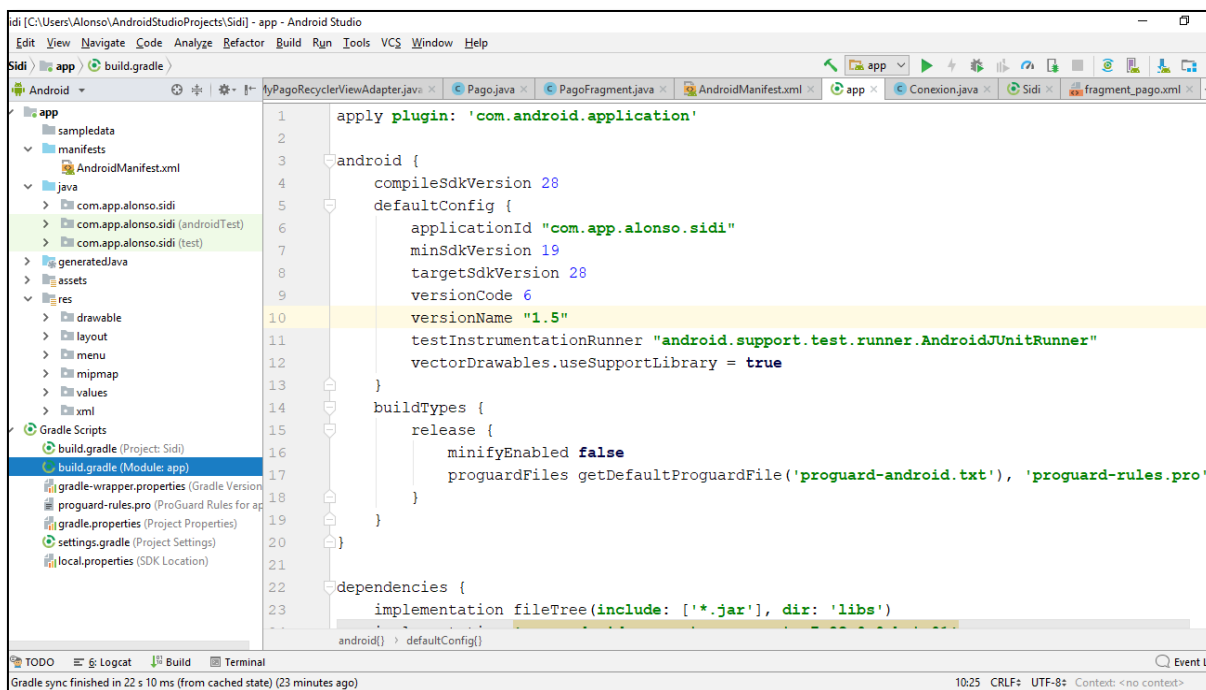 idi [C:\Users\Alonso\AndroidStudioProjects\Sidi] - app - Android Studio
Edit View Navigate Code Analyze Refactor Build Run Tools VCS Window Help
Sidi app build.gradle
app
Android
MyPagoRecyclerViewAdapter.java Pago.java PagoFragment.java AndroidManifest.xml app Conexion.java Sidi fragment_pago.xml
app
sampledata
manifests
AndroidManifest.xml
java
com.app.alonso.sidi
com.app.alonso.sidi (androidTest)
com.app.alonso.sidi (test)
generatedJava
assets
res
drawable
layout
menu
mipmap
values
xml
Gradle Scripts
build.gradle (Project: Sidi)
build.gradle (Module: app)
gradle-wrapper.properties (Gradle Version
proguard-rules.pro (ProGuard Rules for ap
gradle.properties (Project Properties)
settings.gradle (Project Settings)
local.properties (SDK Location)
1 apply plugin: 'com.android.application'
2
3 android {
4 compileSdkVersion 28
5 defaultConfig {
6 applicationId "com.app.alonso.sidi"
7 minSdkVersion 19
8 targetSdkVersion 28
9 versionCode 6
10 versionName "1.5"
11 testInstrumentationRunner "android.support.test.runner.AndroidJUnitRunner"
12 vectorDrawables.useSupportLibrary = true
13 }
14 buildTypes {
15 release {
16 minifyEnabled false
17 proguardFiles getDefaultProguardFile('proguard-android.txt'), 'proguard-rules.pro'
18 }
19 }
20 }
21
22 dependencies {
23 implementation fileTree(include: ['*.jar'], dir: 'libs')
android{} › defaultConfig{}
TODO 6: Logcat Build Terminal
Event L
Gradle sync finished in 22 s 10 ms (from cached state) (23 minutes ago)
10:25 CRLF UTF-8 Context: <no context>